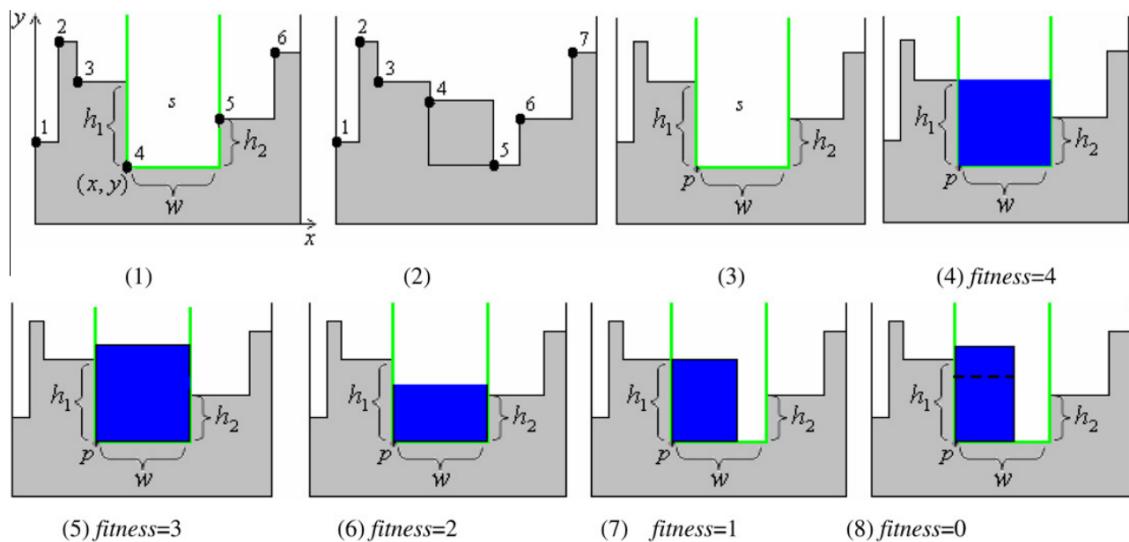 y
2
3
1
s
h₁
5
6
h₂
4
(x, y)
w
x
(1)
2
3
4
7
6
1
5
(2)
s
h₁
h₂
p
w
(3)
h₁
h₂
p
w
(4) fitness=4
h₁
h₂
p
w
(5) fitness=3
h₁
h₂
p
w
(6) fitness=2
h₁
h₂
p
w
(7) fitness=1
h₁
h₂
p
w
(8) fitness=0